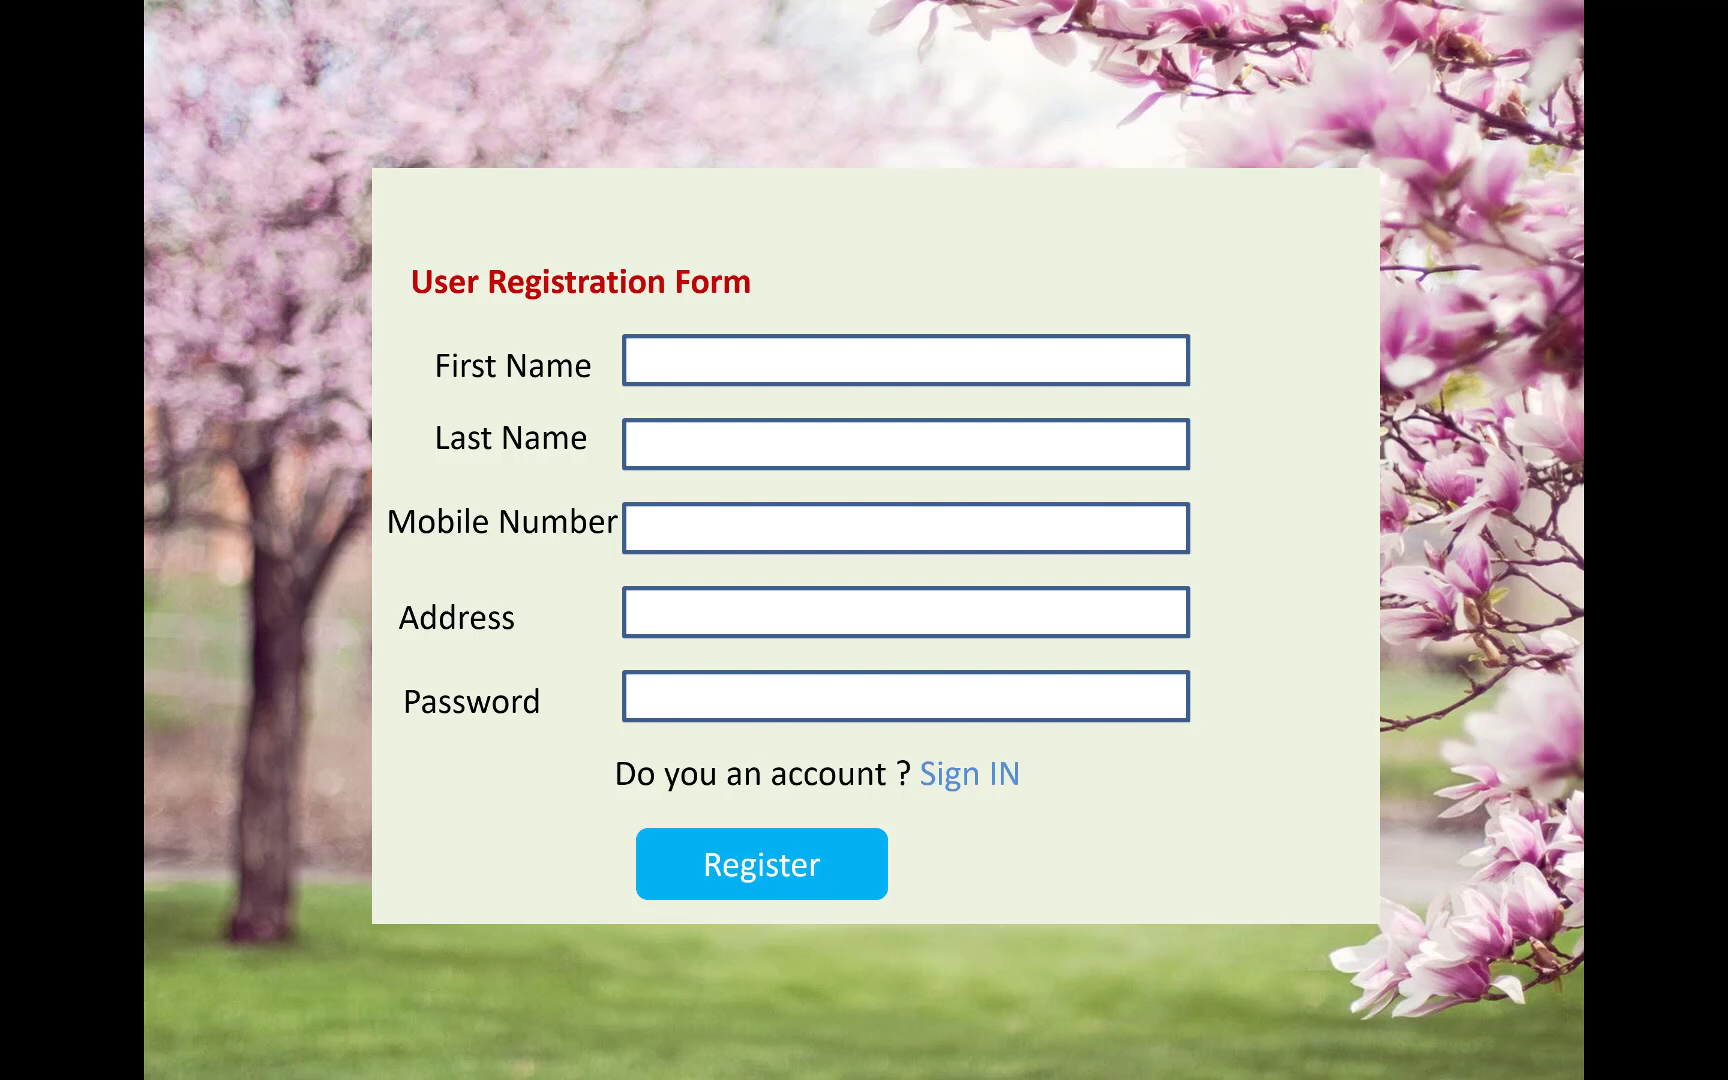 User Registration Form
First Name
Last Name
Mobile Number
Address
Password
Do you an account ? Sign IN
Register